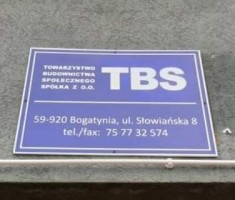 TOWARZYSTWO
BUDOWNICTWA
SPOŁECZNEGO
SPÓŁKA Z O.O.
TBS
59-920 Bogatynia, ul. Słowiańska 8
tel./fax: 75 77 32 574